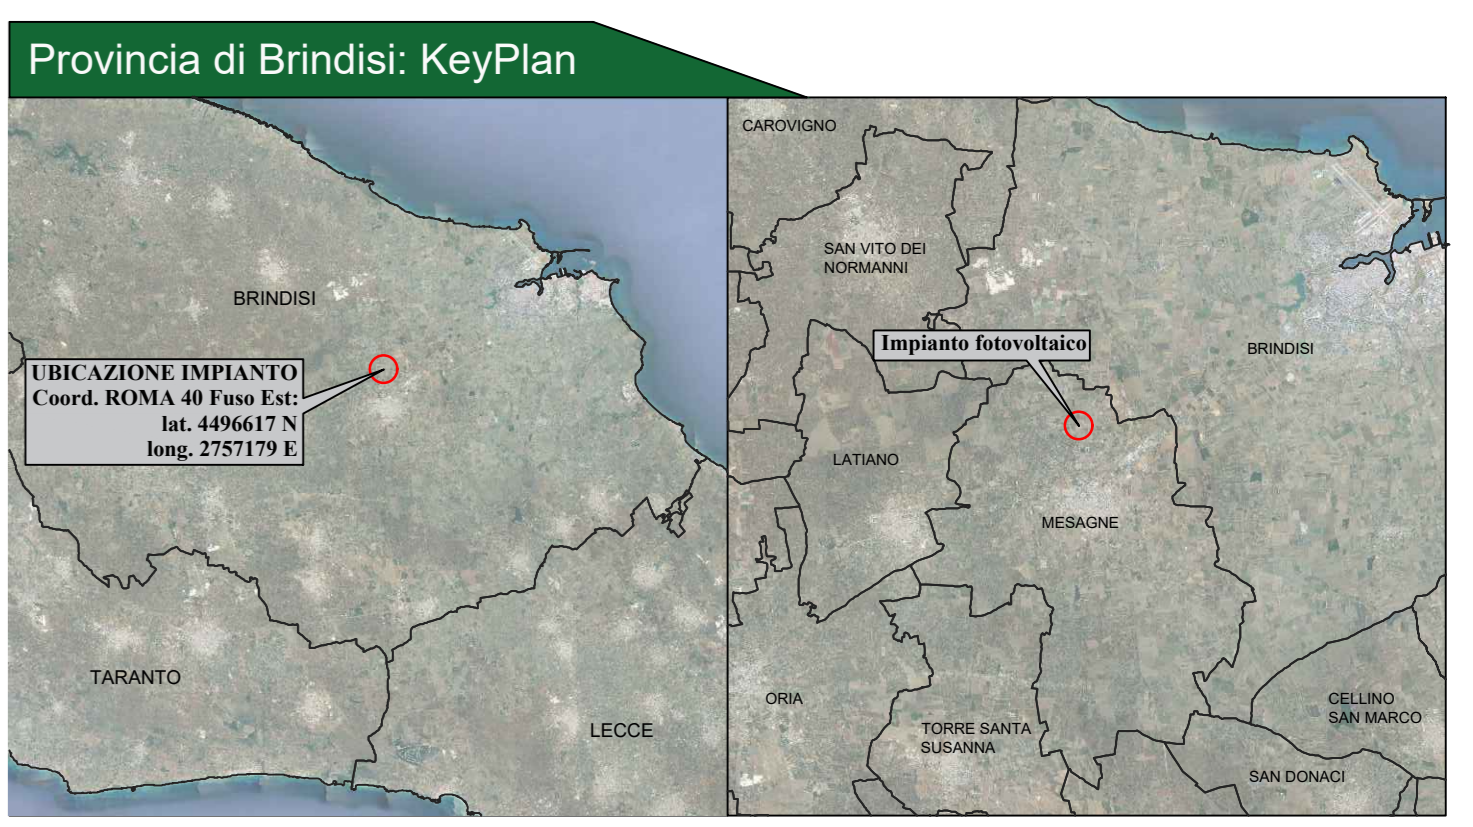 Provincia di Brindisi: KeyPlan
BRINDISI
UBICAZIONE IMPIANTO
Coord. ROMA 40 Fuso Est:
lat. 4496617 N
long. 2757179 E
TARANTO
LECCE
CAROVIGNO
SAN VITO DEI
NORMANNI
Impianto fotovoltaico
BRINDISI
LATIANO
MESAGNE
ORIA
TORRE SANTA
SUSANNA
CELLINO
SAN MARCO
SAN DONACI